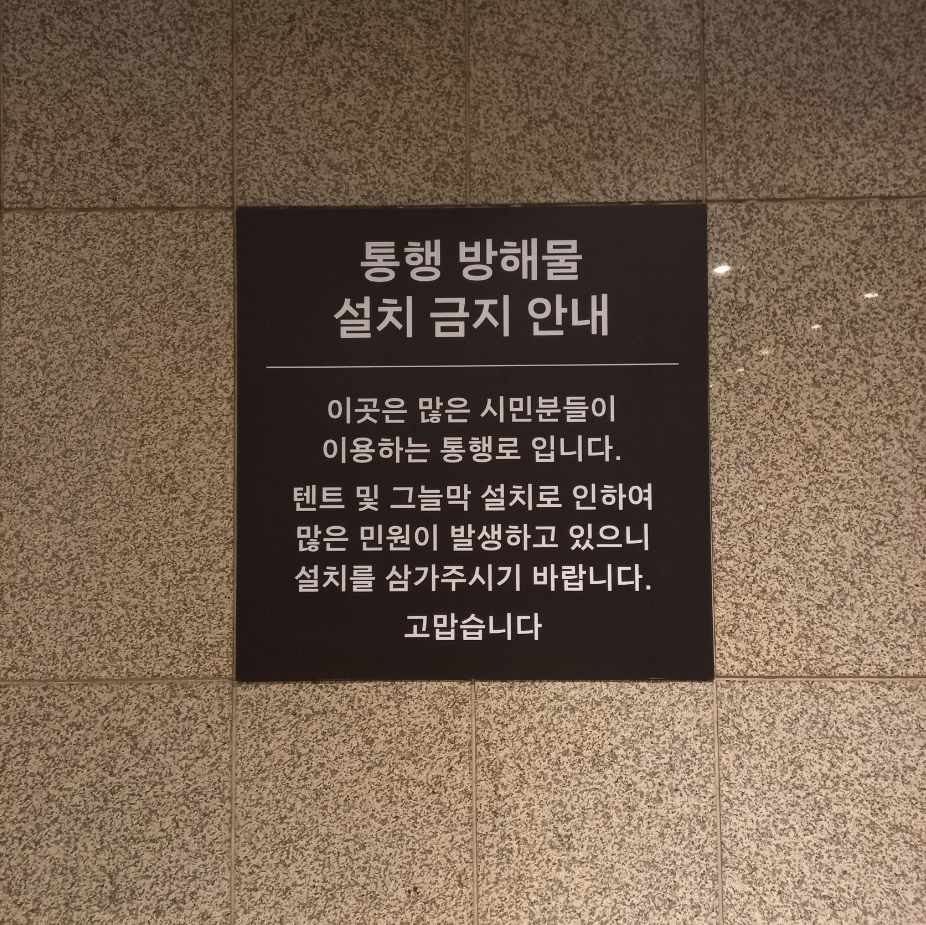 통행 방해물
설치 금지 안내
이곳은 많은 시민분들이
이용하는 통행로 입니다.
텐트 및 그늘막 설치로 인하여
많은 민원이 발생하고 있으니
설치를 삼가주시기 바랍니다.
고맙습니다